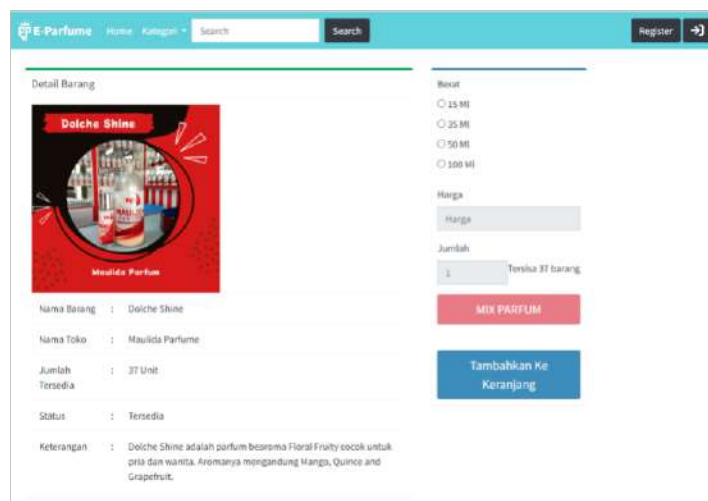 E-Parfume Home Kategori Search Search Register
Detail Barang
Dolche Shine
Maulida Parfum
Nama Barang : Dolche Shine
Nama Toko : Maulida Parfume
Jumlah Tersedia : 37 Unit
Status : Tersedia
Keterangan : Dolche Shine adalah parfum beraroma Floral Fruity cocok untuk
pria dan wanita. Aromanya mengandung Mango, Quince and
Grapefruit.
Berat
15 Ml
35 Ml
50 Ml
100 Ml
Harga
Harga
Jumlah
1 Tersisa 37 barang
MIX PARFUM
Tambahkan Ke
Keranjang